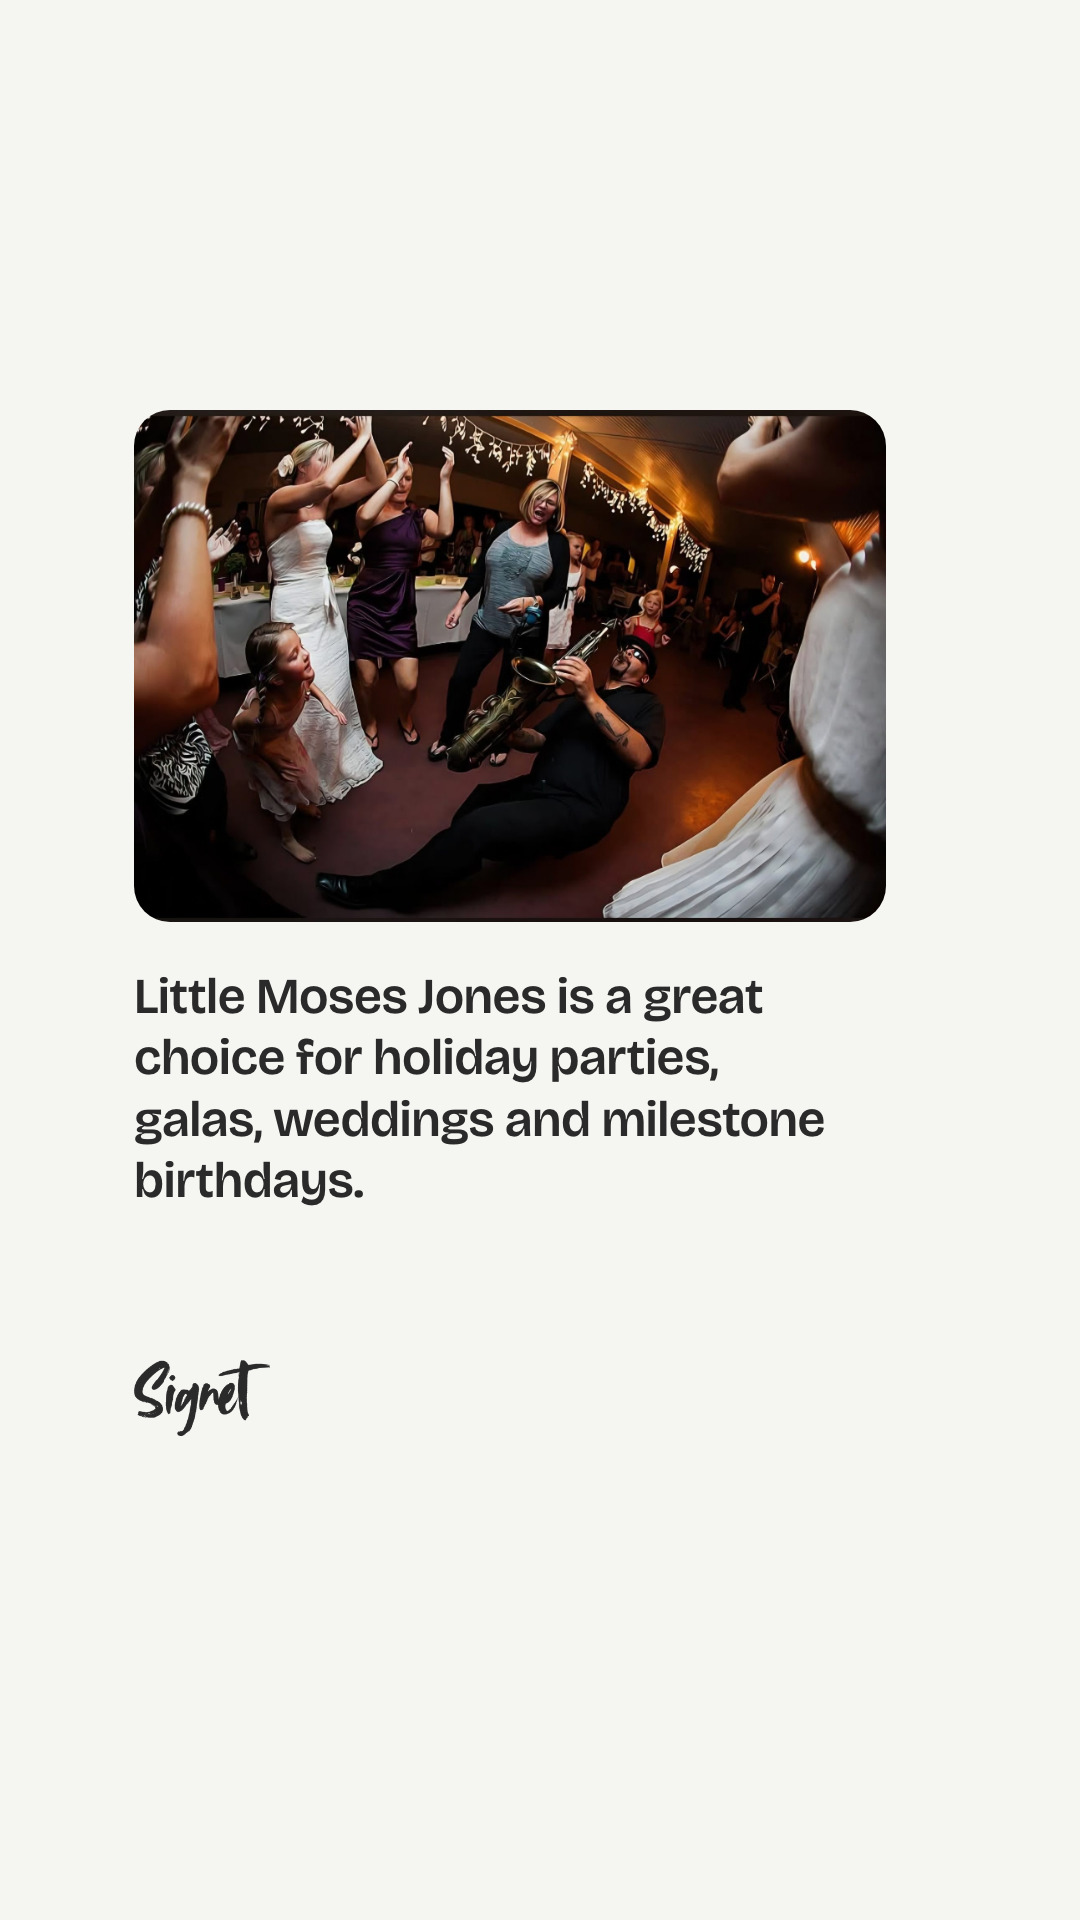 Little Moses Jones is a great
choice for holiday parties,
galas, weddings and milestone
birthdays.
Signet